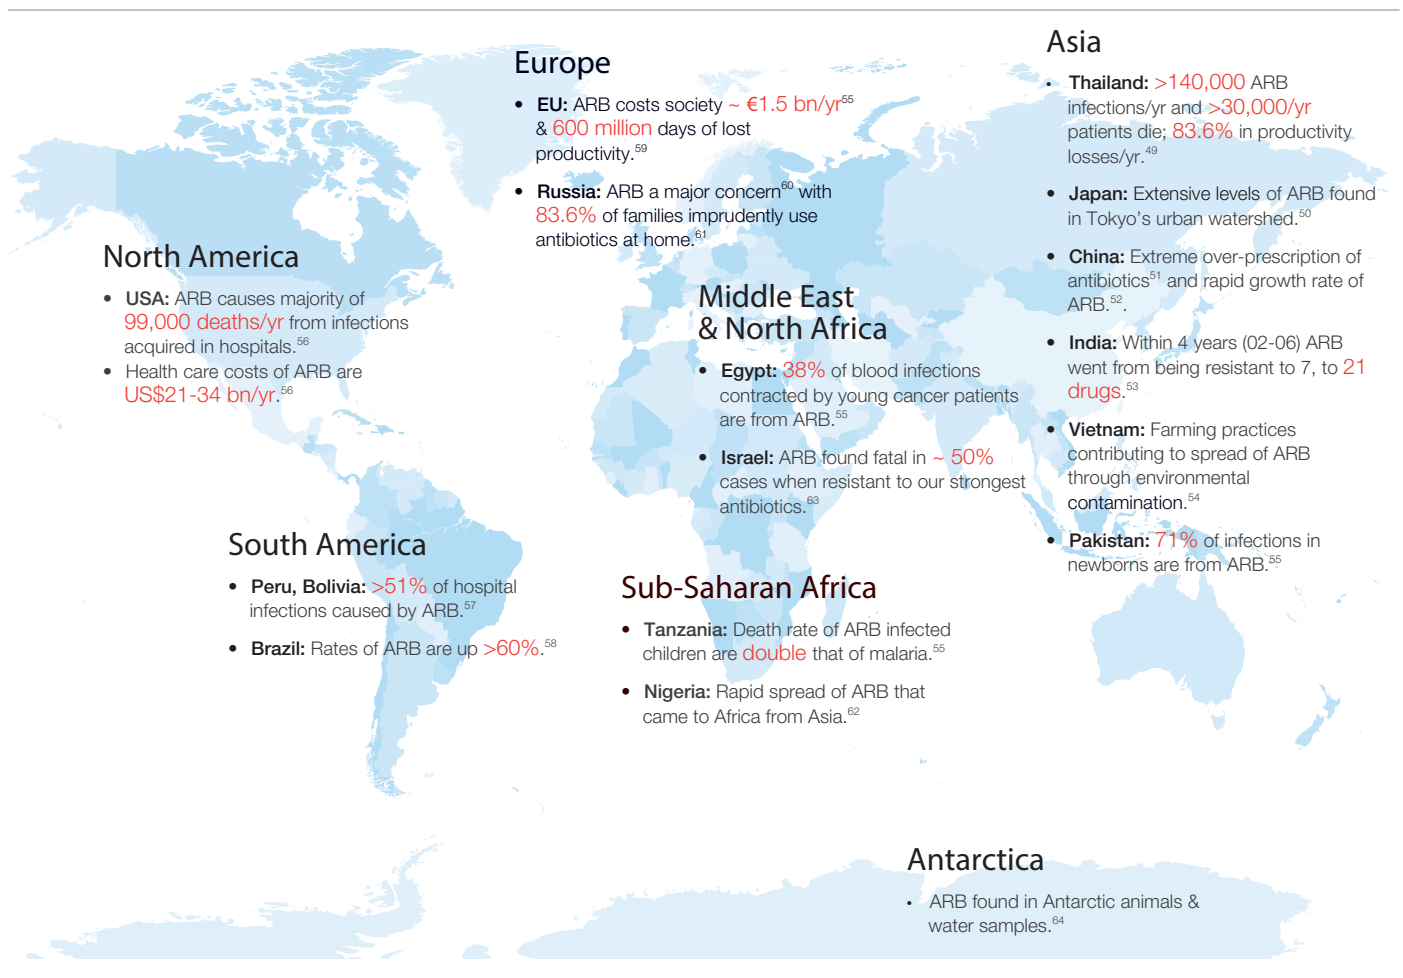 Europe
• EU: ARB costs society ~ €1.5 bn/yr55
& 600 million days of lost
productivity.59
• Russia: ARB a major concern60 with
83.6% of families imprudently use
antibiotics at home.61
Asia
• Thailand: >140,000 ARB
infections/yr and >30,000/yr
patients die; 83.6% in productivity
losses/yr.49
• Japan: Extensive levels of ARB found
in Tokyo's urban watershed.50
• China: Extreme over-prescription of
antibiotics51 and rapid growth rate of
ARB.52.
• India: Within 4 years (02-06) ARB
went from being resistant to 7, to 21
drugs.53
• Vietnam: Farming practices
contributing to spread of ARB
through environmental
contamination.54
• Pakistan: 71% of infections in
newborns are from ARB.55
North America
• USA: ARB causes majority of
99,000 deaths/yr from infections
acquired in hospitals.56
• Health care costs of ARB are
US$21-34 bn/yr.56
Middle East
& North Africa
• Egypt: 38% of blood infections
contracted by young cancer patients
are from ARB.55
• Israel: ARB found fatal in ~ 50%
cases when resistant to our strongest
antibiotics.63
South America
• Peru, Bolivia: >51% of hospital
infections caused by ARB.57
• Brazil: Rates of ARB are up >60%.58
Sub-Saharan Africa
• Tanzania: Death rate of ARB infected
children are double that of malaria.55
• Nigeria: Rapid spread of ARB that
came to Africa from Asia.62
Antarctica
• ARB found in Antarctic animals &
water samples.64